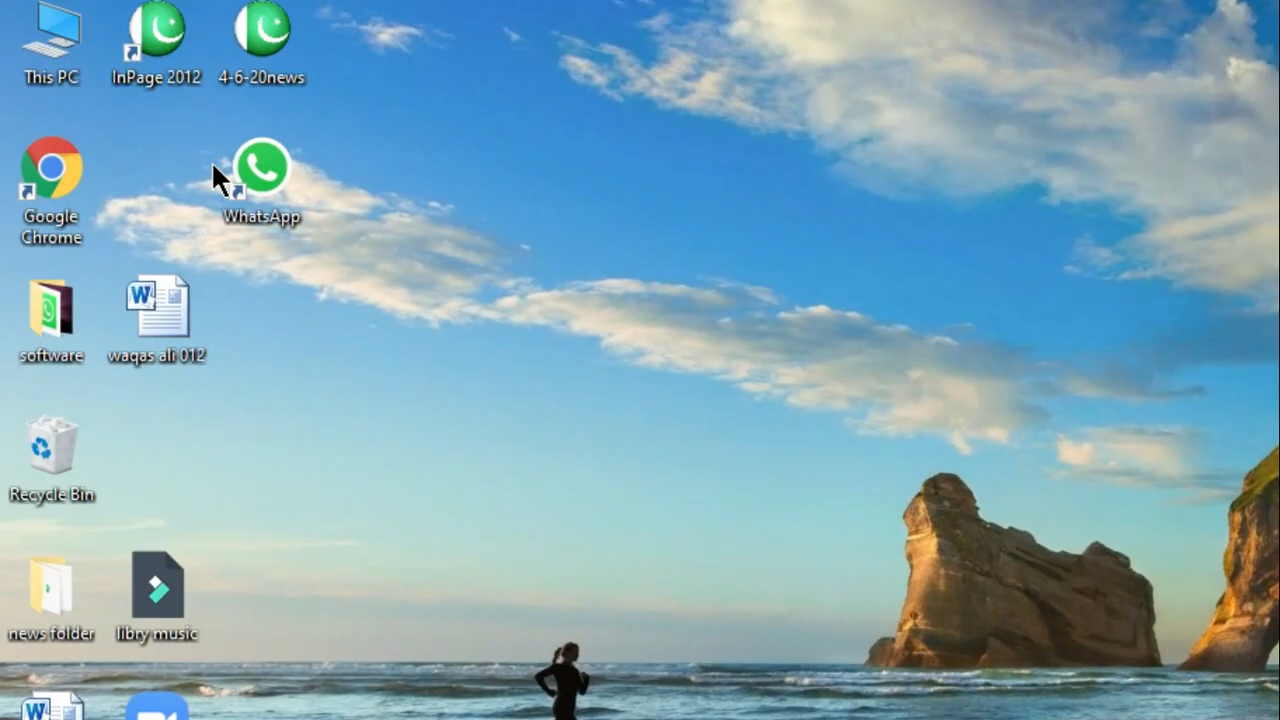 This PC
InPage 2012
4-6-20news
Google
Chrome
WhatsApp
software
W
waqas ali 012
Recycle Bin
news folder
libry music
W